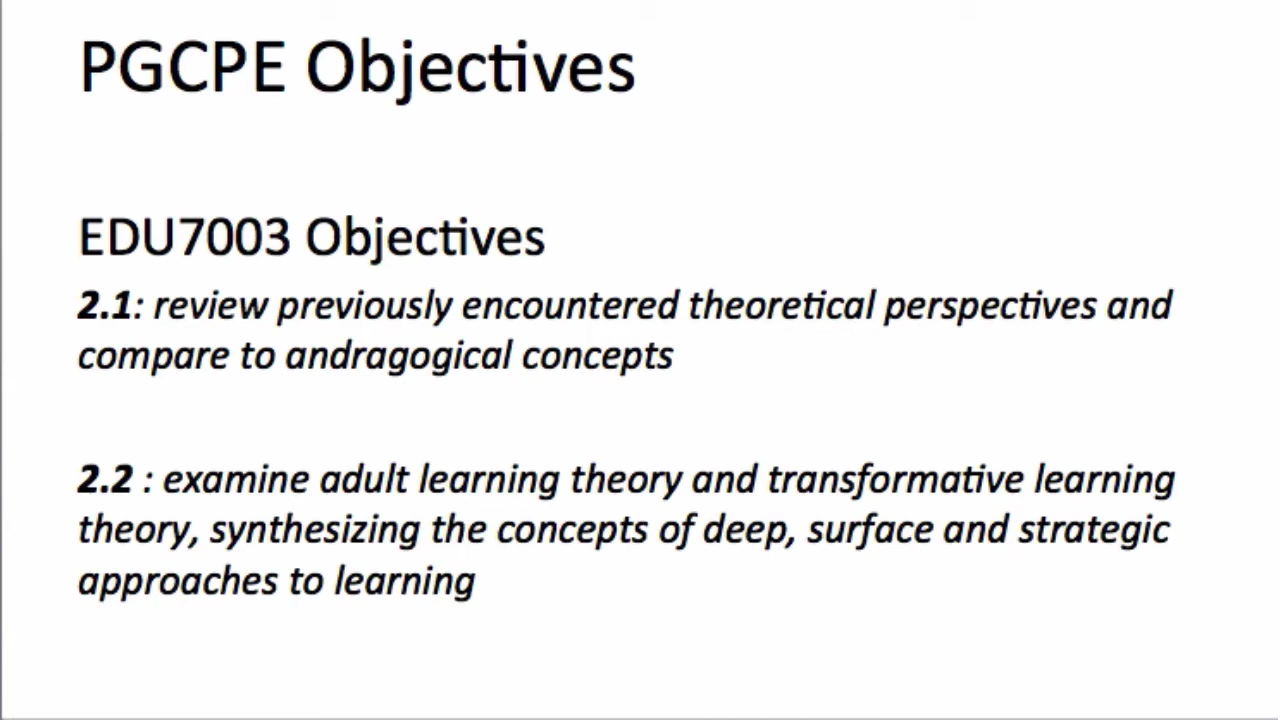 PGCPE Objectives
EDU7003 Objectives
2.1: review previously encountered theoretical perspectives and
compare to andragogical concepts
2.2 : examine adult learning theory and transformative learning
theory, synthesizing the concepts of deep, surface and strategic
approaches to learning